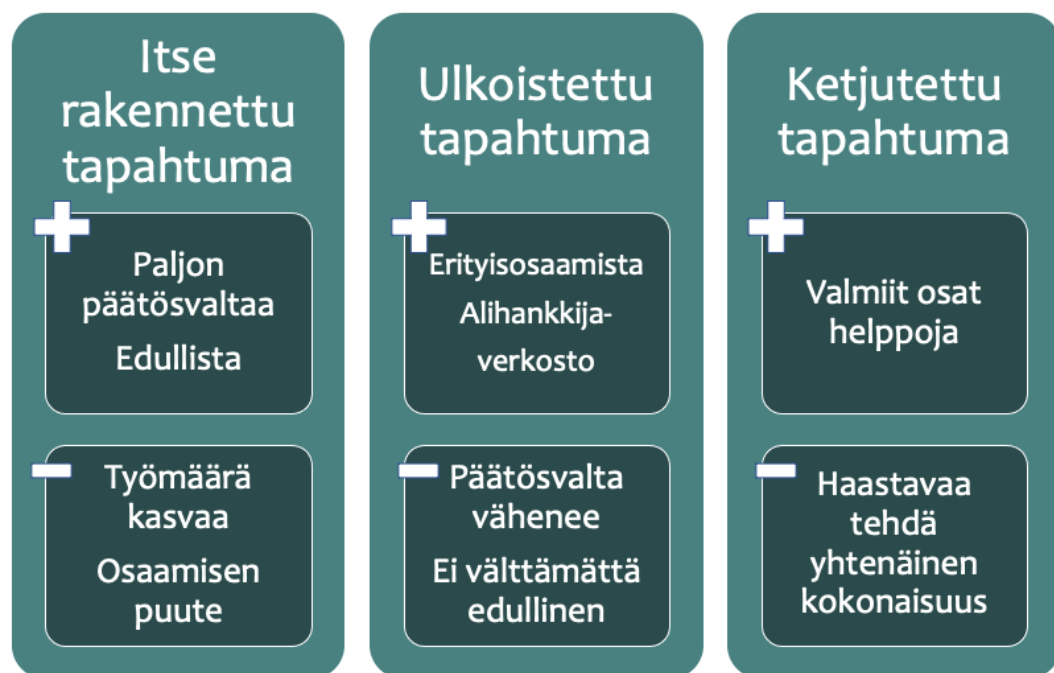 Itse
rakennettu
tapahtuma
Paljon
päätösvaltaa
Edullista
Työmäärä
kasvaa
Osaamisen
puute
Ulkoistettu
tapahtuma
Erityisosaamista
Alihankkija-
verkosto
Päätösvalta
vähenee
Ei välttämättä
edullinen
Ketjutettu
tapahtuma
Valmiit osat
helppoja
Haastavaa
tehdä
yhtenäinen
kokonaisuus